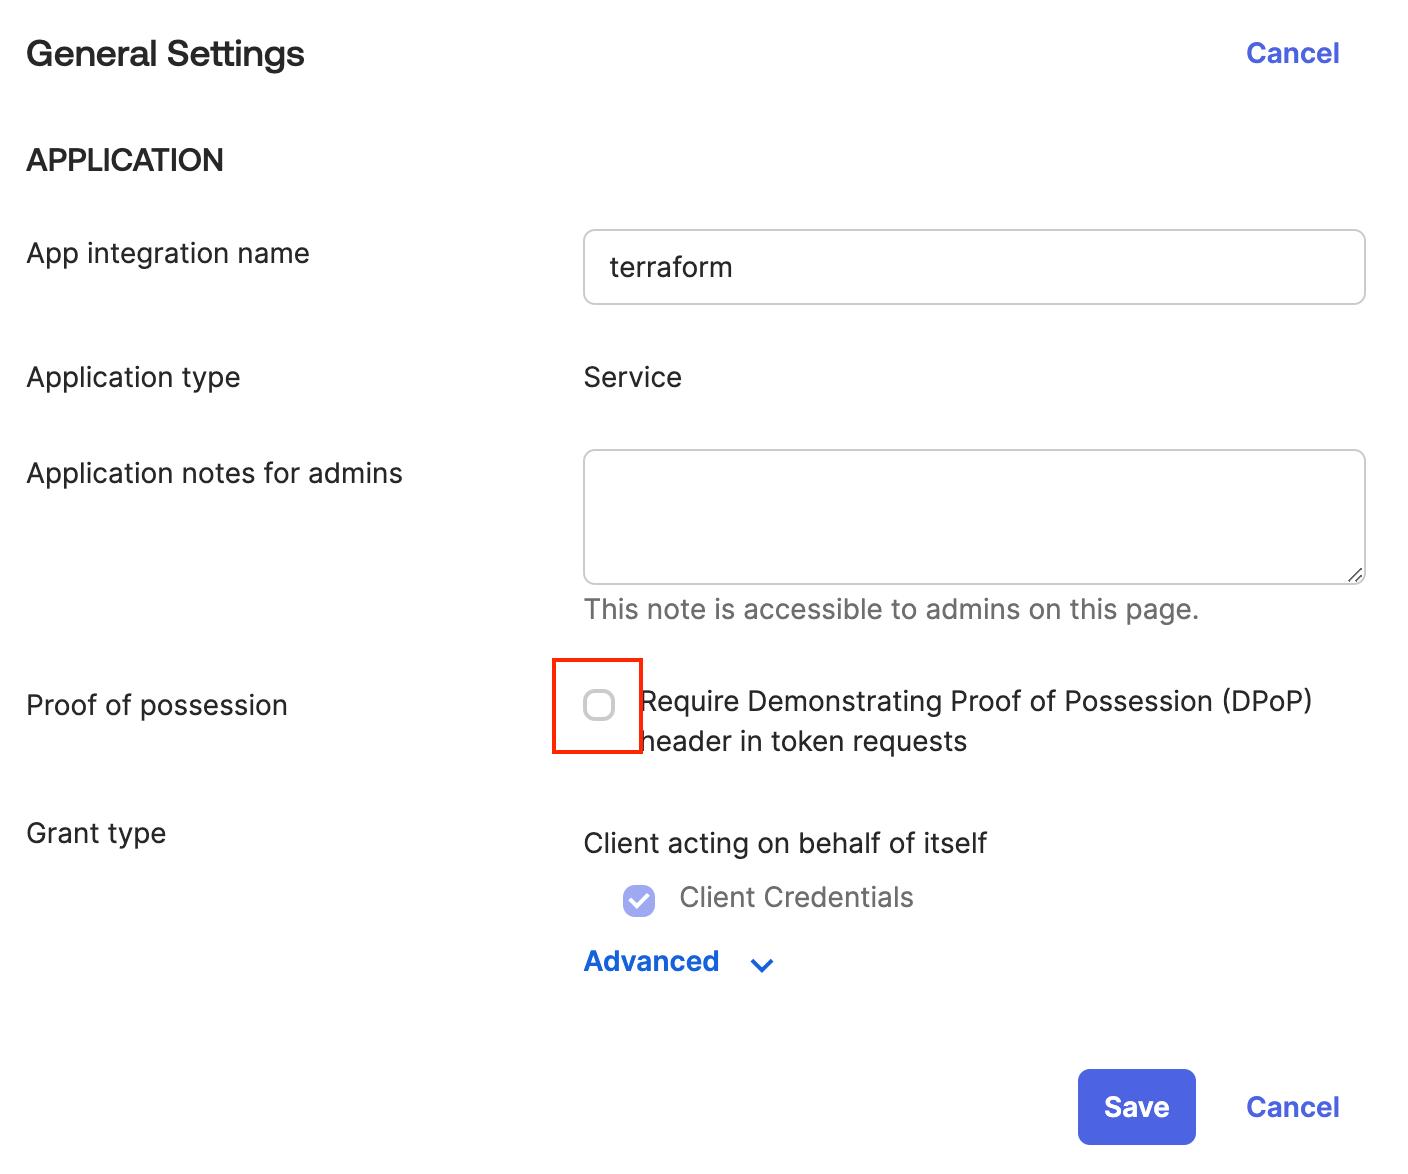 General Settings
Cancel
APPLICATION
App integration name
terraform
Application type
Service
Application notes for admins
This note is accessible to admins on this page.
Proof of possession
Require Demonstrating Proof of Possession (DPoP)
header in token requests
Grant type
Client acting on behalf of itself
Client Credentials
Advanced
Save
Cancel